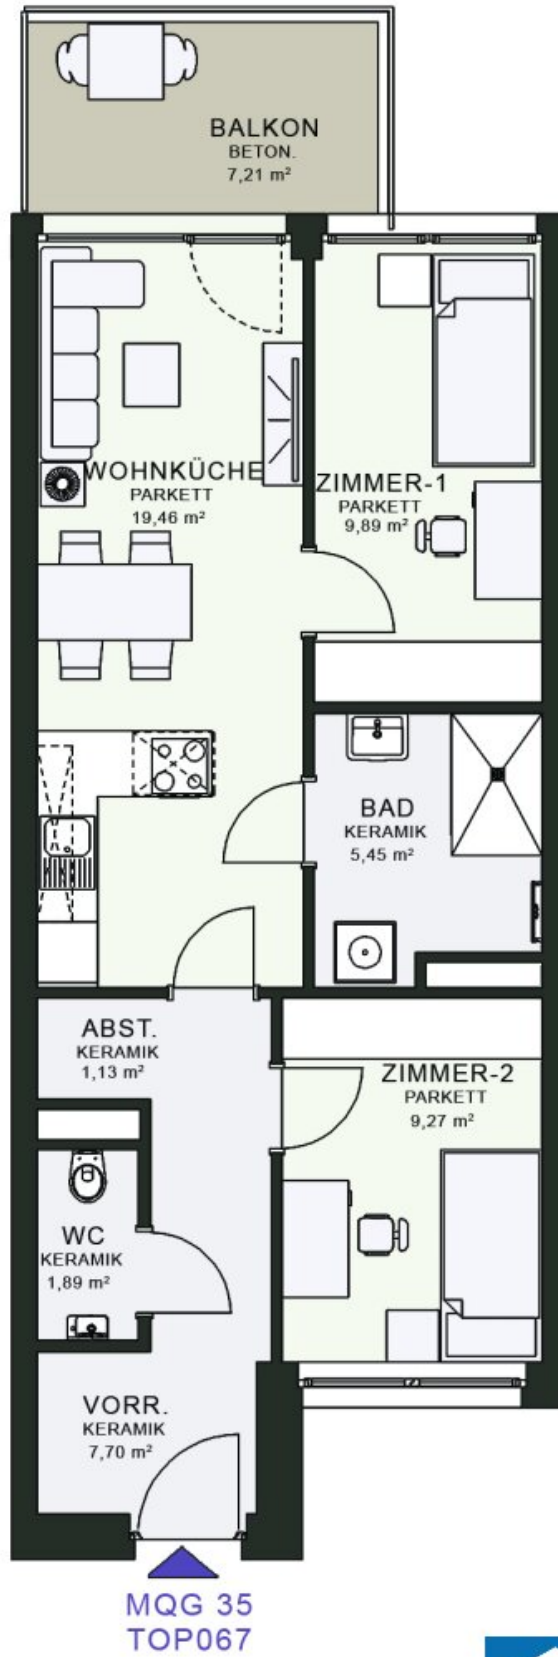 BALKON
BETON.
7,21 m²
WOHNKÜCHE
PARKETT
19,46 m²
ZIMMER-1
PARKETT
9,89 m²
BAD
KERAMIK
5,45 m²
ABST.
KERAMIK
1,13 m²
ZIMMER-2
PARKETT
9,27 m²
WC
KERAMIK
1,89 m²
VORR.
KERAMIK
7,70 m²
MQG 35
TOP067